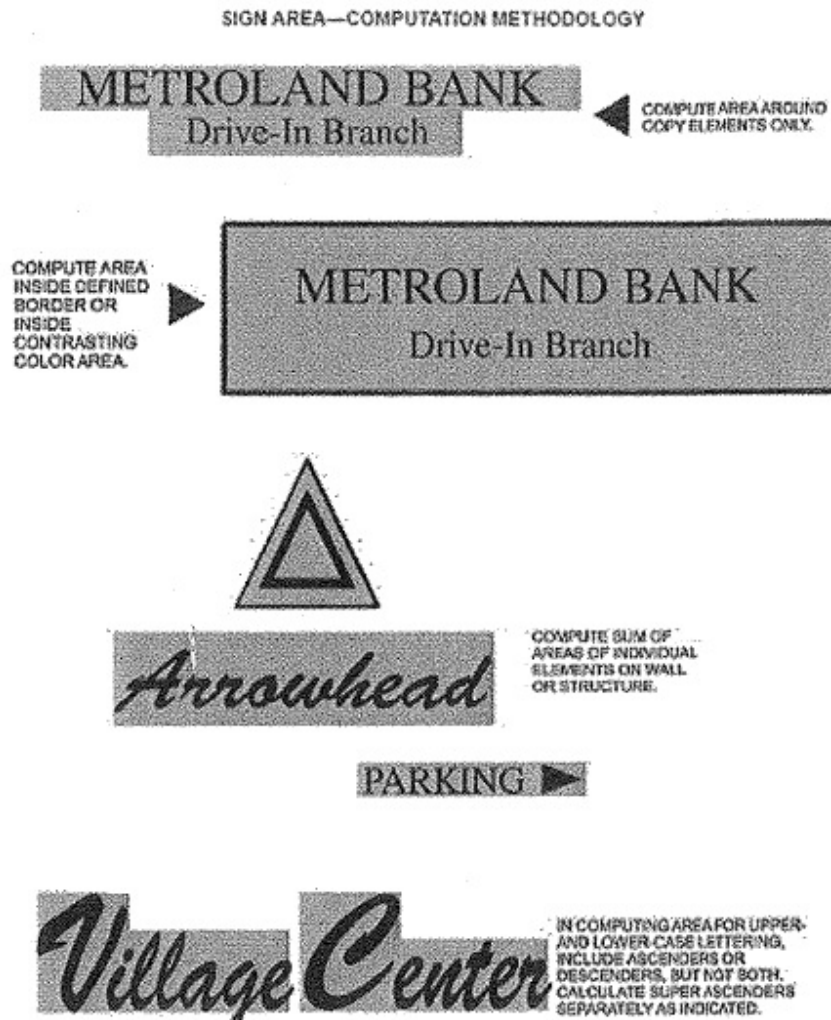 SIGN AREA—COMPUTATION METHODOLOGY
METROLAND BANK
Drive-In Branch
COMPUTE AREA AROUND
COPY ELEMENTS ONLY.
COMPUTE AREA
INSIDE DEFINED
BORDER OR
INSIDE
CONTRASTING
COLOR AREA.
METROLAND BANK
Drive-In Branch
Arrowhead
COMPUTE SUM OF
AREAS OF INDIVIDUAL
ELEMENTS ON WALL
OR STRUCTURE.
PARKING
Village Center
IN COMPUTING AREA FOR UPPER-
AND LOWER-CASE LETTERING,
INCLUDE ASCENDERS OR
DESCENDERS, BUT NOT BOTH.
CALCULATE SUPER ASCENDERS
SEPARATELY AS INDICATED.